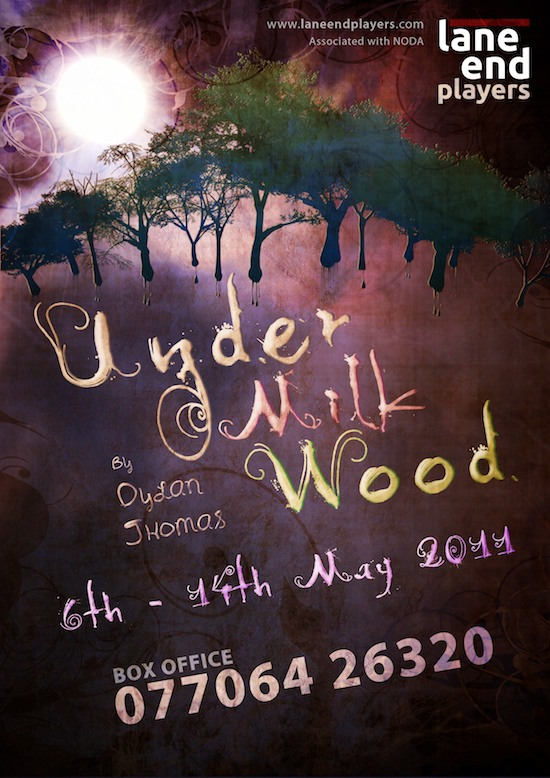 www.laneendplayers.com
Associated with NODA
lane
end
players
Under
Milk
Wood
By
Dylan
Thomas
6th - 14th May 2011
BOX OFFICE
077064 26320